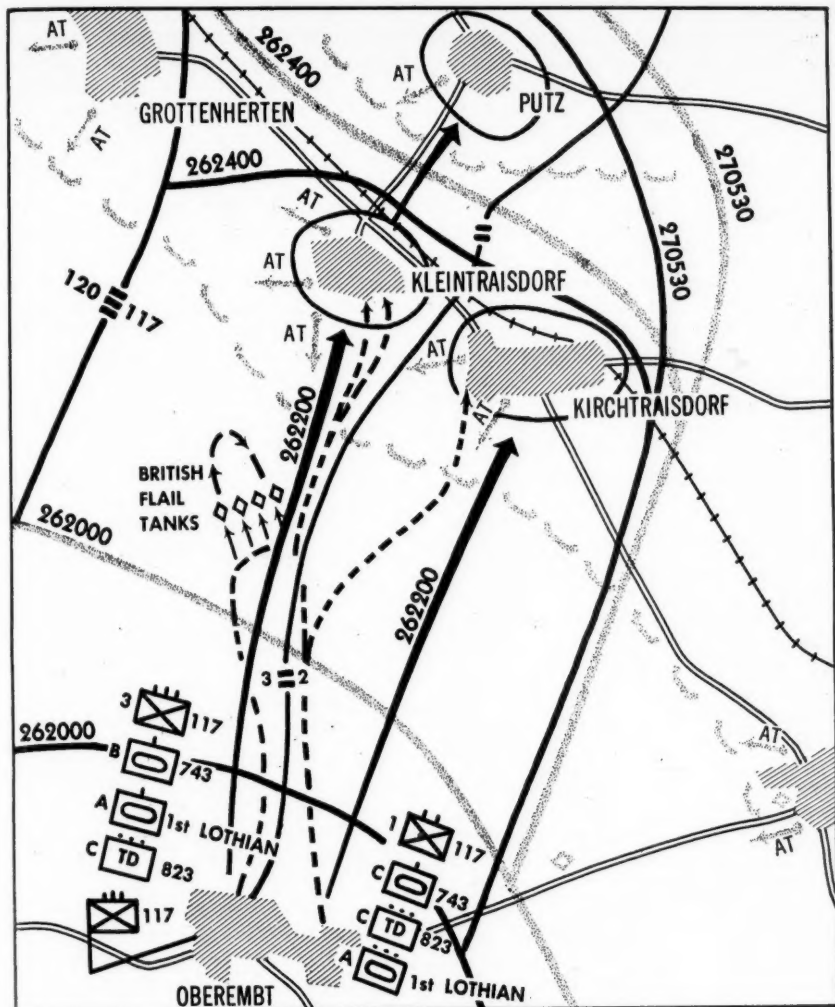 AT
262400
AT
PUTZ
GROTTENHERTEN
AT
262400
AT
270530
270530
AT
KLEINTRAISDORF
120 117
AT
AT
KIRCHTRAISDORF
AT
262200
BRITISH
FLAIL
TANKS
262000
262200
3 2
3 117
262000
B 743
AT
A 1st LOTHIAN
1 117
C TD 823
C 743
AT
117
C TD 823
A 1st LOTHIAN
OBEREMBT